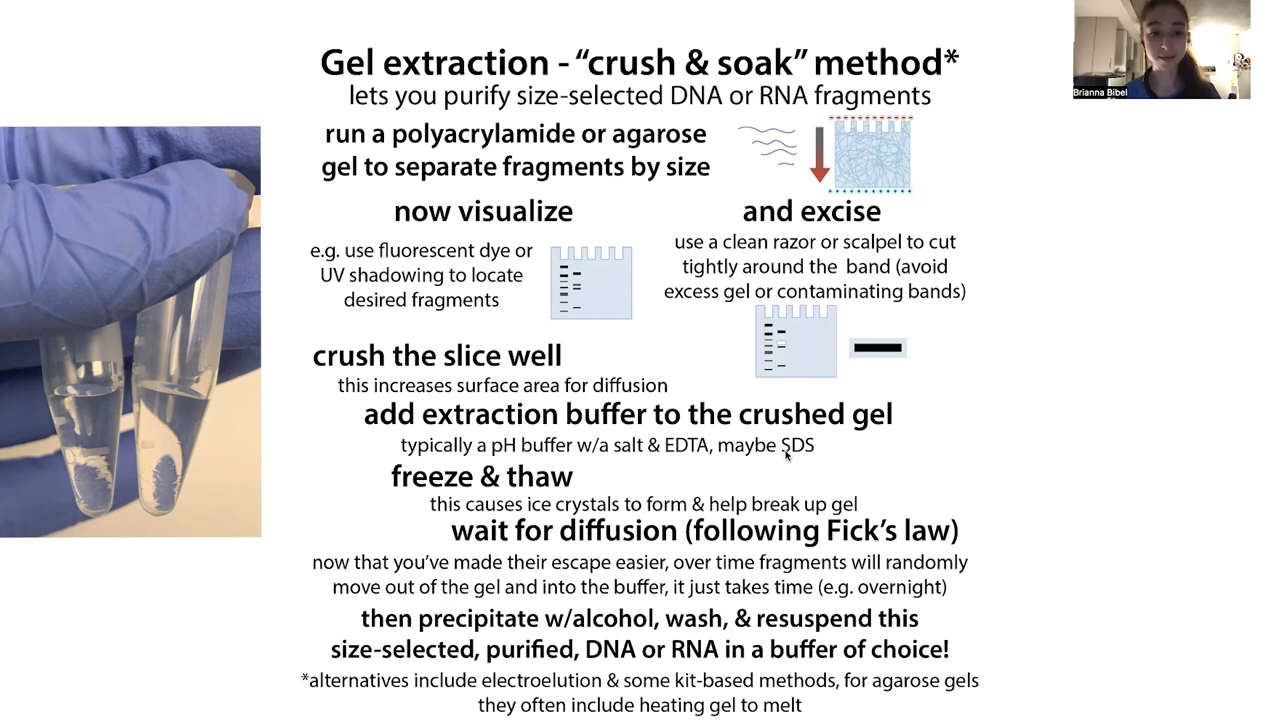 Gel extraction - “crush & soak” method*
lets you purify size-selected DNA or RNA fragments
run a polyacrylamide or agarose
gel to separate fragments by size
now visualize
e.g. use fluorescent dye or
UV shadowing to locate
desired fragments
and excise
use a clean razor or scalpel to cut
tightly around the band (avoid
excess gel or contaminating bands)
crush the slice well
this increases surface area for diffusion
add extraction buffer to the crushed gel
typically a pH buffer w/a salt & EDTA, maybe SDS
freeze & thaw
this causes ice crystals to form & help break up gel
wait for diffusion (following Fick’s law)
now that you’ve made their escape easier, over time fragments will randomly
move out of the gel and into the buffer, it just takes time (e.g. overnight)
then precipitate w/alcohol, wash, & resuspend this
size-selected, purified, DNA or RNA in a buffer of choice!
*alternatives include electroelution & some kit-based methods, for agarose gels
they often include heating gel to melt
Brianna Bibel